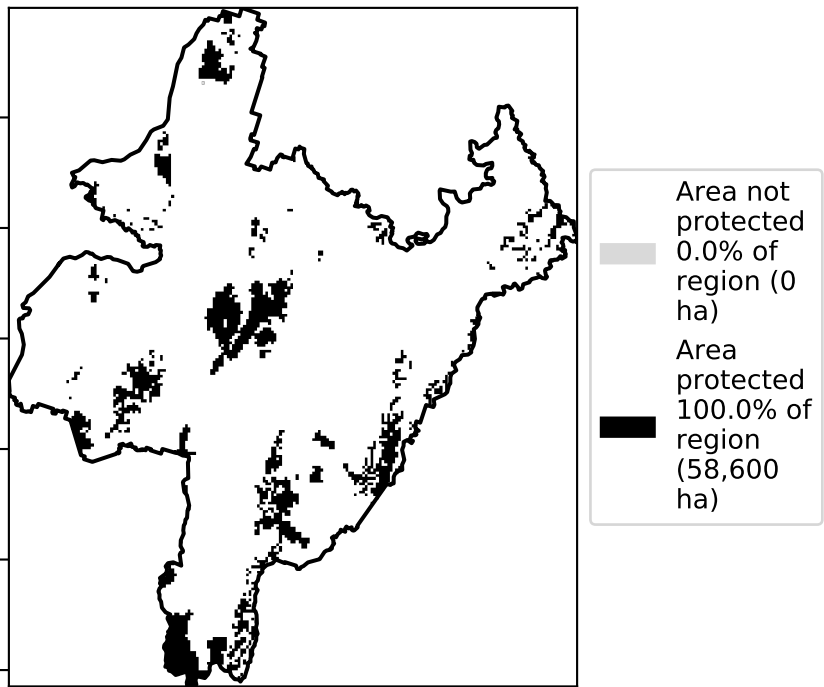 Area not
protected
0.0% of
region (0
ha)
Area
protected
100.0% of
region
(58,600
ha)